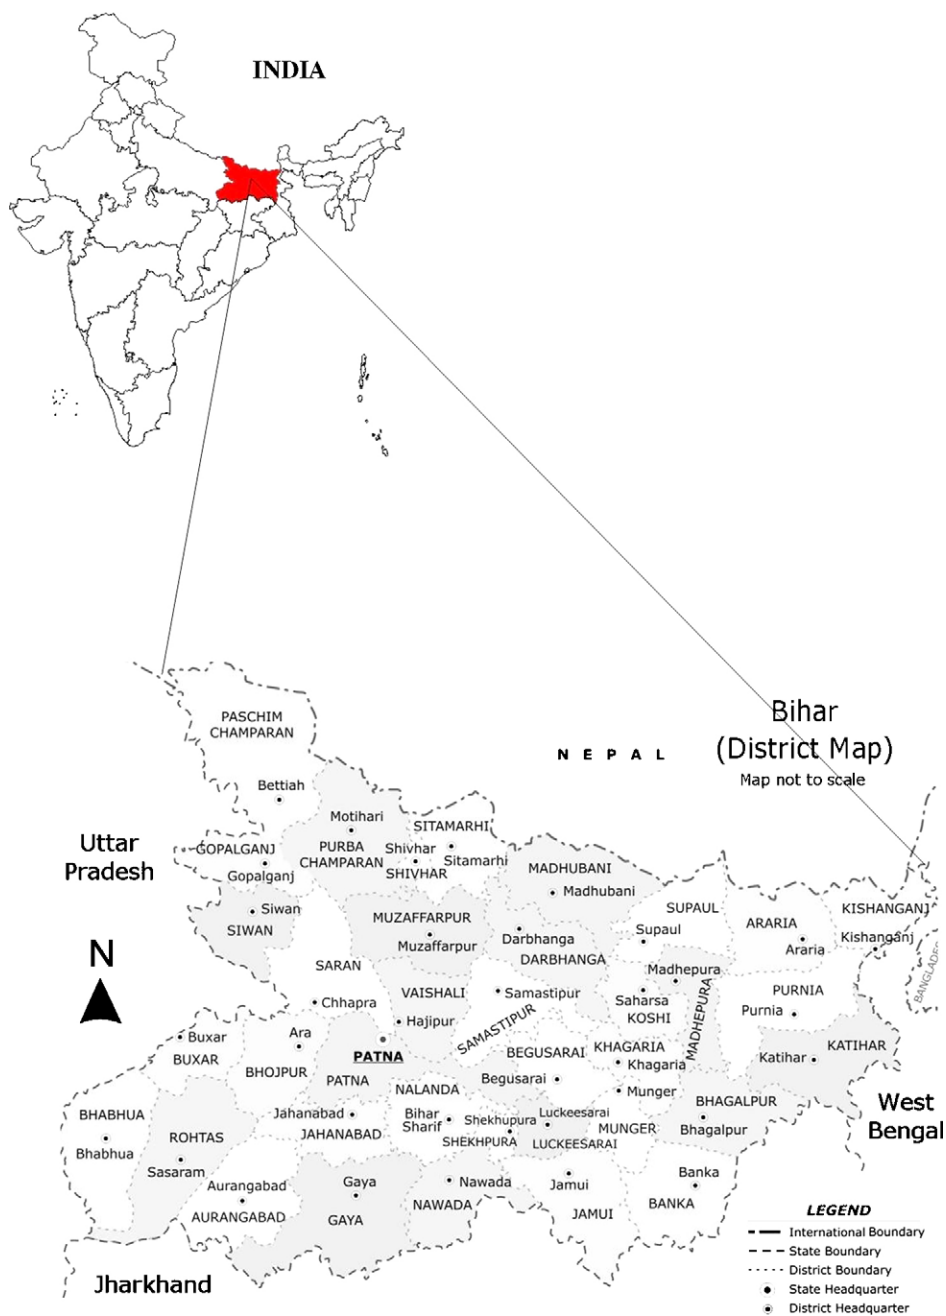 INDIA
Bihar
(District Map)
Map not to scale
N E P A L
PASCHIM
CHAMPARAN
Bettiah
Motihari
PURBA
CHAMPARAN
SITAMARHI
Shivhar
Sitamarhi
SHIVHAR
Uttar
Pradesh
GOPALGANJ
Gopalganj
MADHUBANI
Madhubani
Siwan
SIWAN
MUZAFFARPUR
Muzaffarpur
Darbhanga
DARBHANGA
SUPAUL
Supaul
ARARIA
Araria
KISHANGANJ
Kishanganj
N
SARAN
Chhapra
VAISHALI
Hajipur
Samastipur
SAMASTIPUR
Madhepura
MADHEPURA
Saharsa
KOSHI
PURNIA
Purnia
Buxar
BUXAR
Ara
BHOJPUR
PATNA
PATNA
BEGUSARAI
Begusarai
KHAGARIA
Khagaria
Katihar
KATIHAR
NALANDA
Bihar
Sharif
Munger
MUNGER
BHAGALPUR
Bhagalpur
West
Bengal
BHABHUA
Bhabhua
ROHTAS
Sasaram
Jahanabad
JAHANABAD
Shekhupura
SHEKHPURA
Luckeesarai
LUCKEESARAI
Aurangabad
AURANGABAD
Gaya
GAYA
Nawada
NAWADA
Jamui
JAMUI
Banka
BANKA
Jharkhand
LEGEND
International Boundary
State Boundary
District Boundary
State Headquarter
District Headquarter